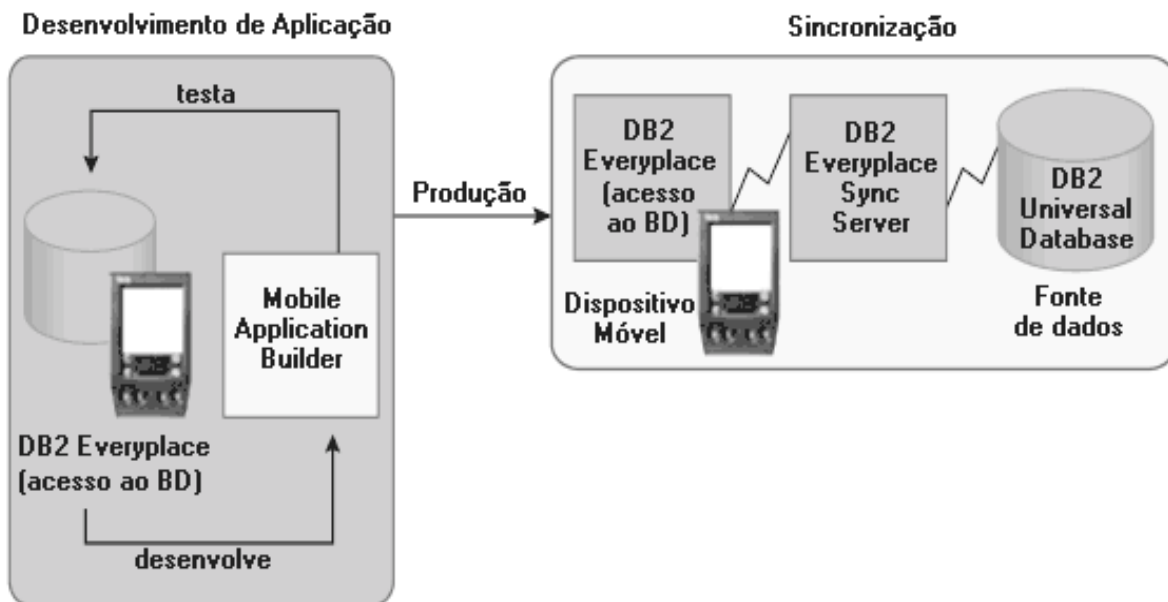 Desenvolvimento de Aplicação
testa
Mobile
Application
Builder
DB2 Everyplace
(acesso ao BD)
desenvolve
Produção
Sincronização
DB2
Everyplace
(acesso
ao BD)
Dispositivo
Móvel
DB2
Everyplace
Sync
Server
DB2
Universal
Database
Fonte
de dados